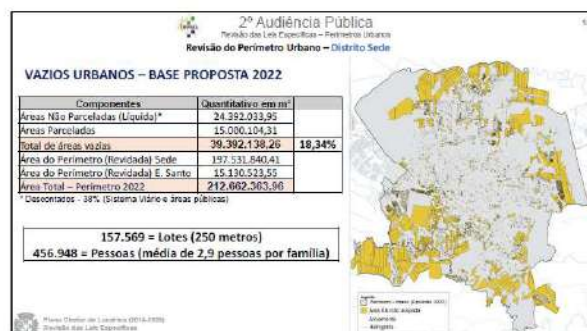 2º Audiência Pública
Revisão das Leis Específicas – Perímetros Urbanos
Revisão do Perímetro Urbano – Distrito Sede
VAZIOS URBANOS – BASE PROPOSTA 2022
Componentes Quantitativo em m²
Áreas Não Parceladas (Líquida)* 24.392.033,95
Áreas Parceladas 15.000.104,31
Total de áreas vazias 39.392.138,26 18,34%
Área do Perímetro (Revidada) Sede 197.531.840,41
Área do Perímetro (Revidada) E. Santo 15.130.523,55
Área Total – Perímetro 2022 212.662.363,96
* Descontados - 38% (Sistema Viário e áreas públicas)
157.569 = Lotes (250 metros)
456.948 = Pessoas (média de 2,9 pessoas por família)
Plano Diretor de Londrina (2018-2028)
Revisão das Leis Específicas